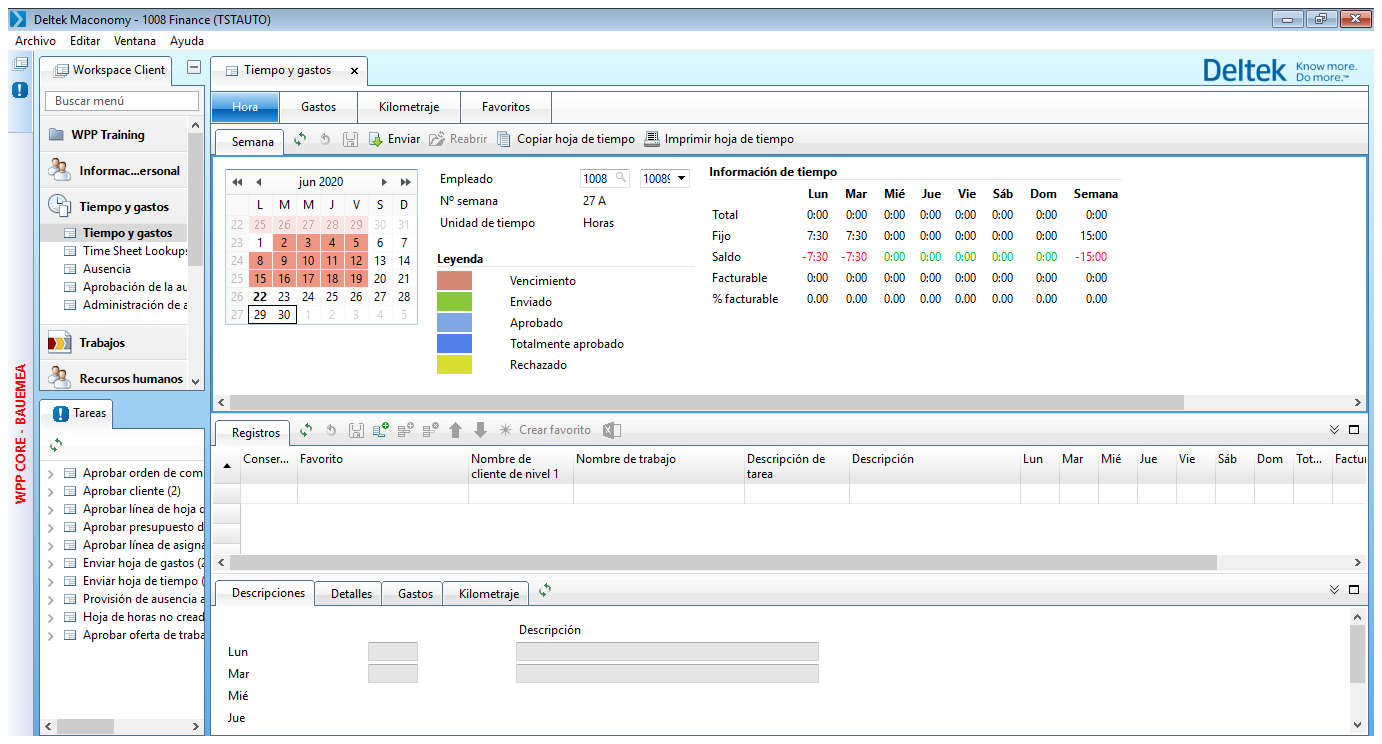 Deltek Maconomy - 1008 Finance (TSTAUTO)
Archivo Editar Ventana Ayuda
Workspace Client
Buscar menú
WPP Training
Informac...ersonal
Tiempo y gastos
Tiempo y gastos
Time Sheet Lookups
Ausencia
Aprobación de la au
Administración de a
Trabajos
Recursos humanos
Tareas
Aprobar orden de com
Aprobar cliente (2)
Aprobar línea de hoja d
Aprobar presupuesto d
Aprobar línea de asigna
Enviar hoja de gastos (2
Enviar hoja de tiempo (
Provisión de ausencia a
Hoja de horas no cread
Aprobar oferta de traba
WPP CORE - BAUEMEA
Tiempo y gastos x
Deltek Know more.
Do more.™
Hora Gastos Kilometraje Favoritos
Semana Enviar Reabrir Copiar hoja de tiempo Imprimir hoja de tiempo
jun 2020
L M M J V S D
22 25 26 27 28 29 30 31
23 1 2 3 4 5 6 7
24 8 9 10 11 12 13 14
25 15 16 17 18 19 20 21
26 22 23 24 25 26 27 28
27 29 30 1 2 3 4 5
Empleado 1008 1008
Nº semana 27 A
Unidad de tiempo Horas
Leyenda
Vencimiento
Enviado
Aprobado
Totalmente aprobado
Rechazado
Información de tiempo
Lun Mar Mié Jue Vie Sáb Dom Semana
Total 0:00 0:00 0:00 0:00 0:00 0:00 0:00 0:00
Fijo 7:30 7:30 0:00 0:00 0:00 0:00 0:00 15:00
Saldo -7:30 -7:30 0:00 0:00 0:00 0:00 0:00 -15:00
Facturable 0:00 0:00 0:00 0:00 0:00 0:00 0:00 0:00
% facturable 0.00 0.00 0.00 0.00 0.00 0.00 0.00 0.00
Registros Crear favorito
Conser... Favorito Nombre de cliente de nivel 1 Nombre de trabajo Descripción de tarea Descripción Lun Mar Mié Jue Vie Sáb Dom Tot... Factu
Descripciones Detalles Gastos Kilometraje
Descripción
Lun
Mar
Mié
Jue